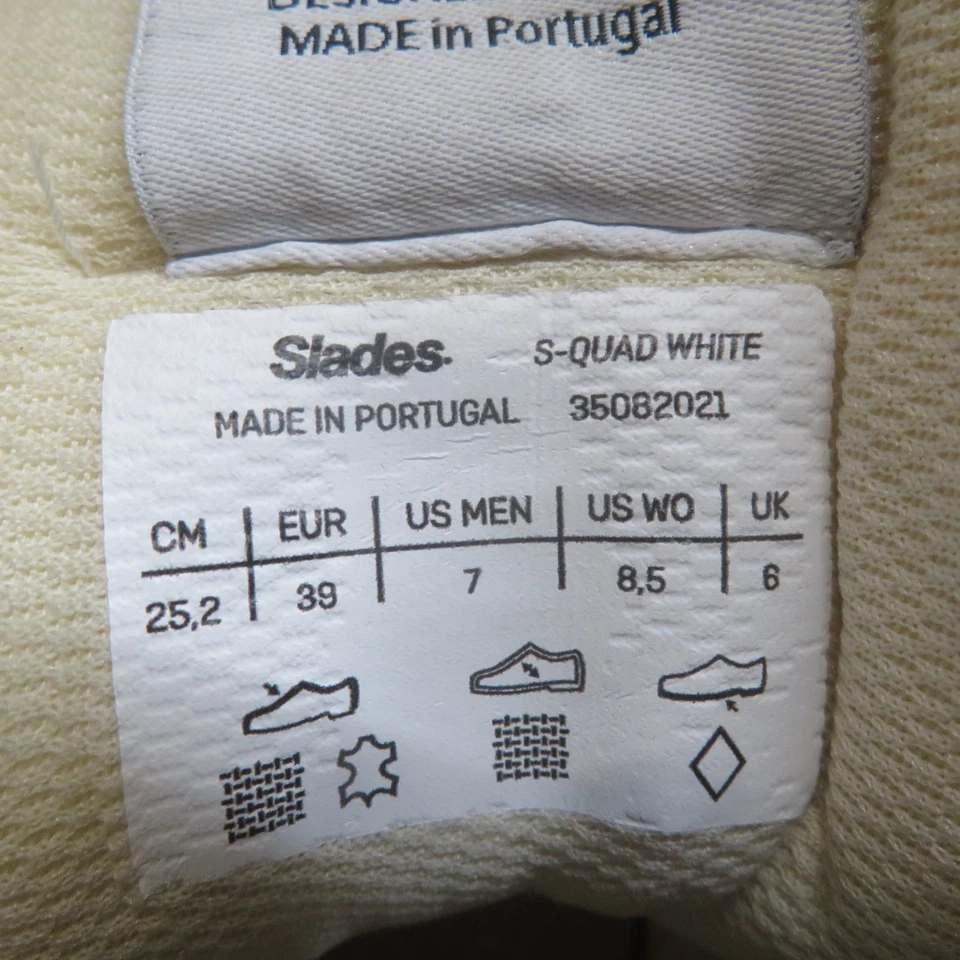 MADE in Portugal
Slades. S-QUAD WHITE
MADE IN PORTUGAL 35082021
CM EUR US MEN US WO UK
25,2 39 7 8,5 6